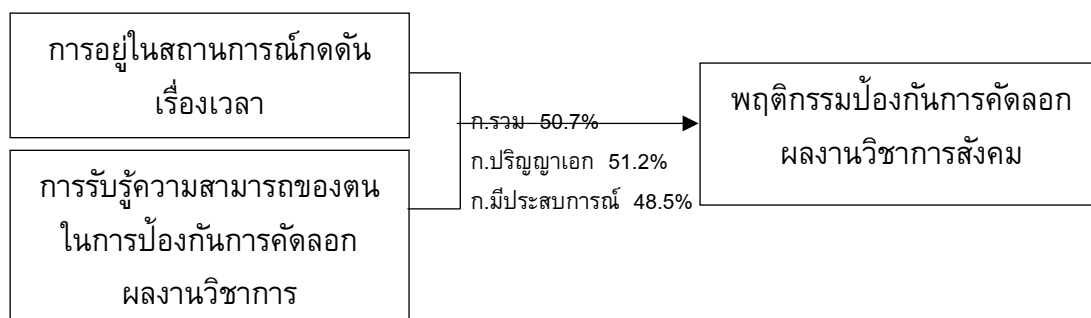 การอยู่ในสถานการณ์กดดัน
เรื่องเวลา
การรับรู้ความสามารถของตน
ในการป้องกันการคัดลอก
ผลงานวิชาการ
ก.รวม 50.7%
ก.ปริญญาเอก 51.2%
ก.มีประสบการณ์ 48.5%
พฤติกรรมป้องกันการคัดลอก
ผลงานวิชาการสังคม